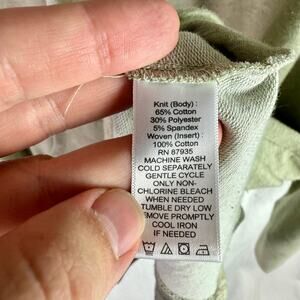 Knit (Body) :
65% Cotton
30% Polyester
5% Spandex
Woven (Insert) :
100% Cotton
RN 87935
MACHINE WASH
COLD SEPARATELY
GENTLE CYCLE
ONLY NON-
CHLORINE BLEACH
WHEN NEEDED
TUMBLE DRY LOW
REMOVE PROMPTLY
COOL IRON
IF NEEDED